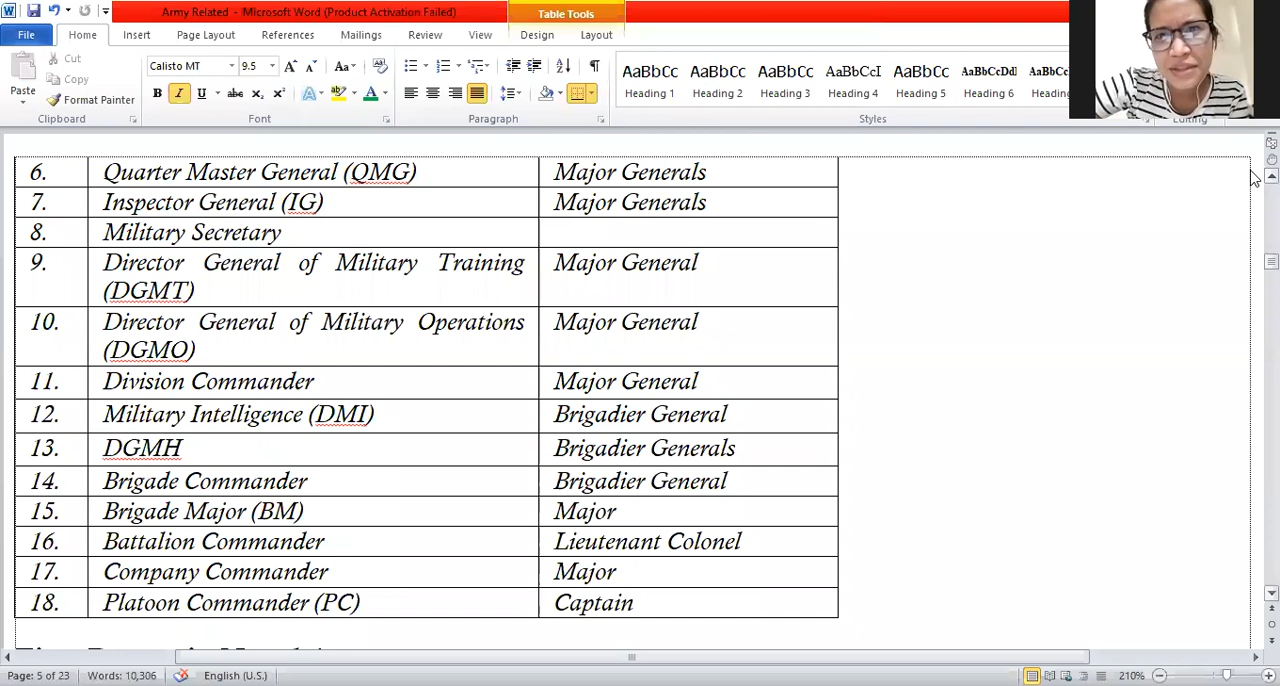 Army Related - Microsoft Word (Product Activation Failed)
Table Tools
File Home Insert Page Layout References Mailings Review View Design Layout
Cut
Copy
Format Painter
Paste
Clipboard
Calisto MT 9.5
Font
Paragraph
AaBbCc AaBbCc AaBbCc AaBbCcI AaBbCc AaBbCcDd AaBbCc
Heading 1 Heading 2 Heading 3 Heading 4 Heading 5 Heading 6 Heading
Styles
Editing
6. Quarter Master General (QMG) Major Generals
7. Inspector General (IG) Major Generals
8. Military Secretary
9. Director General of Military Training Major General
(DGMT)
10. Director General of Military Operations Major General
(DGMO)
11. Division Commander Major General
12. Military Intelligence (DMI) Brigadier General
13. DGMH Brigadier Generals
14. Brigade Commander Brigadier General
15. Brigade Major (BM) Major
16. Battalion Commander Lieutenant Colonel
17. Company Commander Major
18. Platoon Commander (PC) Captain
Page: 5 of 23 Words: 10,306 English (U.S.) 210%